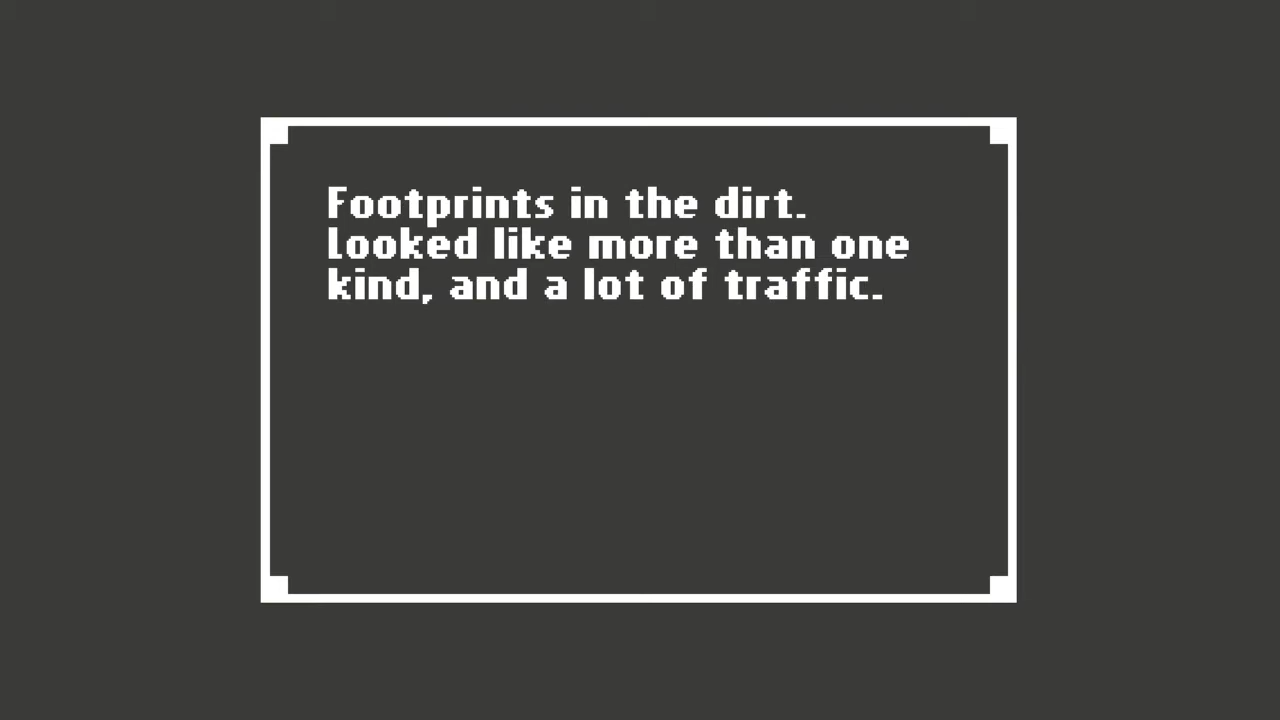 Footprints in the dirt.
Looked like more than one
kind, and a lot of traffic.